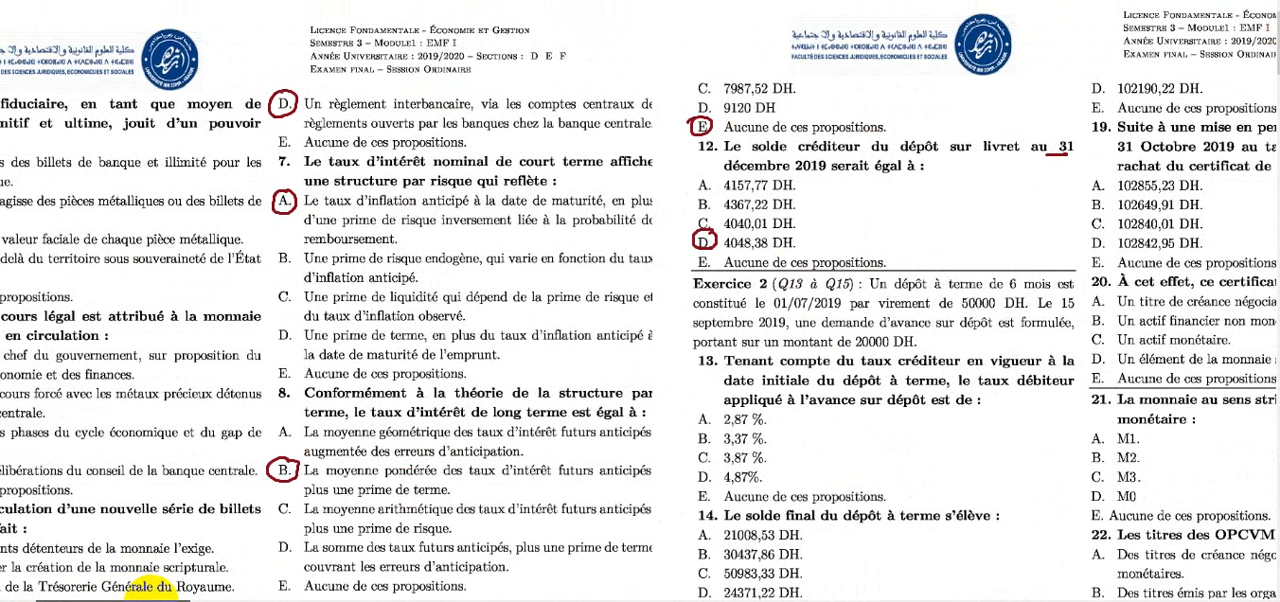 FACULTÉ DES SCIENCES JURIDIQUES, ÉCONOMIQUES ET SOCIALES
fiduciaire, en tant que moyen de
nitif et ultime, jouit d'un pouvoir
s des billets de banque et illimité pour les
ue.
agisse des pièces métalliques ou des billets de
valeur faciale de chaque pièce métallique.
delà du territoire sous souveraineté de l'État
propositions.
cours légal est attribué à la monnaie
en circulation :
chef du gouvernement, sur proposition du
onomie et des finances.
cours forcé avec les métaux précieux détenus
centrale.
s phases du cycle économique et du gap de
élibérations du conseil de la banque centrale.
propositions.
culation d'une nouvelle série de billets
fait :
nts détenteurs de la monnaie l'exige.
er la création de la monnaie scripturale.
de la Trésorerie Générale du Royaume.
Licence Fondamentale - Économie et Gestion
Semestre 3 – Module1 : EMF I
Année Universitaire : 2019/2020 – Sections : D E F
Examen final – Session Ordinaire
D. Un règlement interbancaire, via les comptes centraux de
règlements ouverts par les banques chez la banque centrale
E. Aucune de ces propositions.
7. Le taux d'intérêt nominal de court terme affiche
une structure par risque qui reflète :
A. Le taux d'inflation anticipé à la date de maturité, en plus
d'une prime de risque inversement liée à la probabilité de
remboursement.
B. Une prime de risque endogène, qui varie en fonction du taux
d'inflation anticipé.
C. Une prime de liquidité qui dépend de la prime de risque et
du taux d'inflation observé.
D. Une prime de terme, en plus du taux d'inflation anticipé à
la date de maturité de l'emprunt.
E. Aucune de ces propositions.
8. Conformément à la théorie de la structure par
terme, le taux d'intérêt de long terme est égal à :
A. La moyenne géométrique des taux d'intérêt futurs anticipés
augmentée des erreurs d'anticipation.
B. La moyenne pondérée des taux d'intérêt futurs anticipés
plus une prime de terme.
C. La moyenne arithmétique des taux d'intérêt futurs anticipés
plus une prime de risque.
D. La somme des taux futurs anticipés, plus une prime de terme
couvrant les erreurs d'anticipation.
E. Aucune de ces propositions.
كلية العلوم القانونية و الاقتصادية والاجتماعية
FACULTÉ DES SCIENCES JURIDIQUES, ÉCONOMIQUES ET SOCIALES
C. 7987,52 DH.
D. 9120 DH
E. Aucune de ces propositions.
12. Le solde créditeur du dépôt sur livret au 31
décembre 2019 serait égal à :
A. 4157,77 DH.
B. 4367,22 DH.
C. 4040,01 DH.
D. 4048,38 DH.
E. Aucune de ces propositions.
Exercice 2 (Q13 à Q15) : Un dépôt à terme de 6 mois est
constitué le 01/07/2019 par virement de 50000 DH. Le 15
septembre 2019, une demande d'avance sur dépôt est formulée,
portant sur un montant de 20000 DH.
13. Tenant compte du taux créditeur en vigueur à la
date initiale du dépôt à terme, le taux débiteur
appliqué à l'avance sur dépôt est de :
A. 2,87 %.
B. 3,37 %.
C. 3,87 %.
D. 4,87%.
E. Aucune de ces propositions.
14. Le solde final du dépôt à terme s'élève :
A. 21008,53 DH.
B. 30437,86 DH.
C. 50983,33 DH.
D. 24371,22 DH.
Licence Fondamentale - Écono
Semestre 3 – Module1 : EMF I
Année Universitaire : 2019/2020
Examen final – Session Ordinai
D. 102190,22 DH.
E. Aucune de ces propositions
19. Suite à une mise en pen
31 Octobre 2019 au ta
rachat du certificat de
A. 102855,23 DH.
B. 102649,91 DH.
C. 102840,01 DH.
D. 102842,95 DH.
E. Aucune de ces propositions
20. À cet effet, ce certifica
A. Un titre de créance négocia
B. Un actif financier non mon
C. Un actif monétaire.
D. Un élément de la monnaie
E. Aucune de ces propositions
21. La monnaie au sens stri
monétaire :
A. M1.
B. M2.
C. M3.
D. M0
E. Aucune de ces propositions.
22. Les titres des OPCVM
A. Des titres de créance négo
monétaires.
B. Des titres émis par les orga